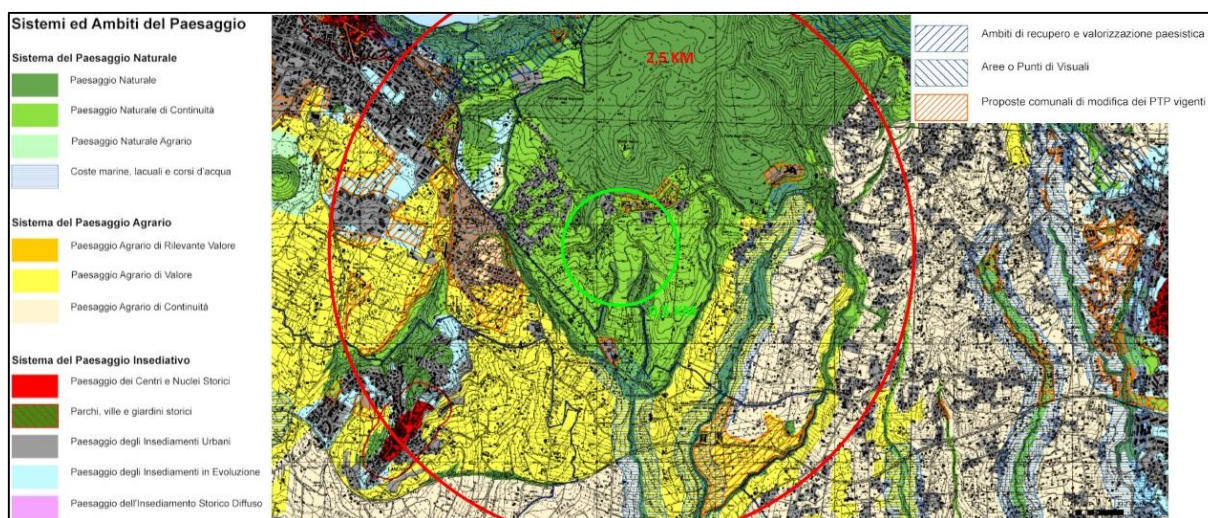 Sistemi ed Ambiti del Paesaggio
Sistema del Paesaggio Naturale
Paesaggio Naturale
Paesaggio Naturale di Continuità
Paesaggio Naturale Agrario
Coste marine, lacuali e corsi d'acqua
Sistema del Paesaggio Agrario
Paesaggio Agrario di Rilevante Valore
Paesaggio Agrario di Valore
Paesaggio Agrario di Continuità
Sistema del Paesaggio Insediativo
Paesaggio dei Centri e Nuclei Storici
Parchi, ville e giardini storici
Paesaggio degli Insediamenti Urbani
Paesaggio degli Insediamenti in Evoluzione
Paesaggio dell'Insediamento Storico Diffuso
2,5 KM
Ambiti di recupero e valorizzazione paesistica
Aree o Punti di Visuali
Proposte comunali di modifica dei PTP vigenti